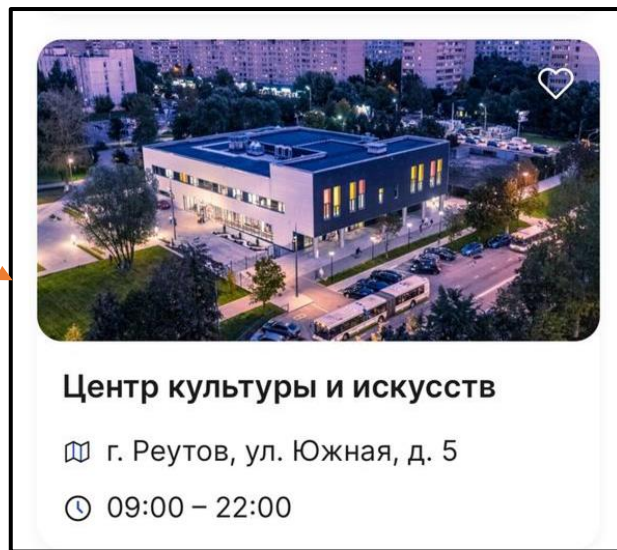 Центр культуры и искусств
г. Реутов, ул. Южная, д. 5
09:00 – 22:00